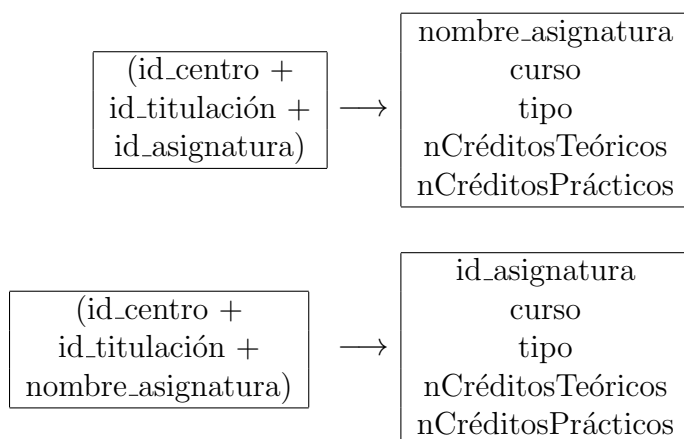 (id_centro +
id_titulación +
id_asignatura)
⟶
nombre_asignatura
curso
tipo
nCréditosTeóricos
nCréditosPrácticos
(id_centro +
id_titulación +
nombre_asignatura)
⟶
id_asignatura
curso
tipo
nCréditosTeóricos
nCréditosPrácticos